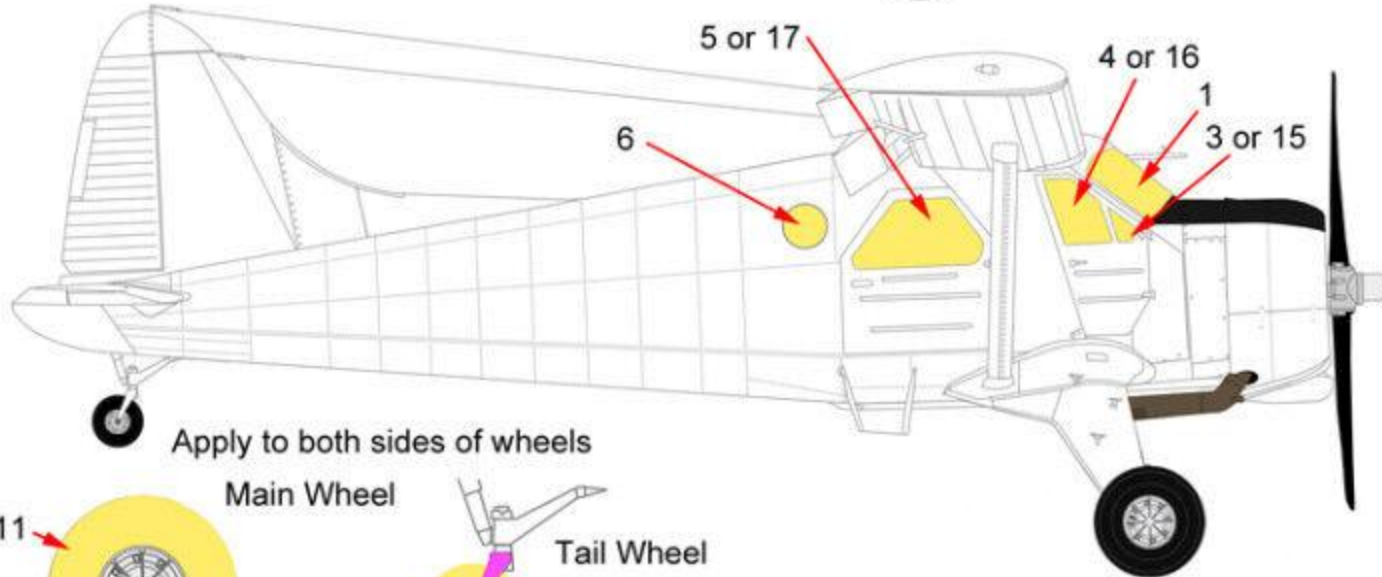 5 or 17
4 or 16
1
3 or 15
6
Apply to both sides of wheels
Main Wheel
11
Tail Wheel